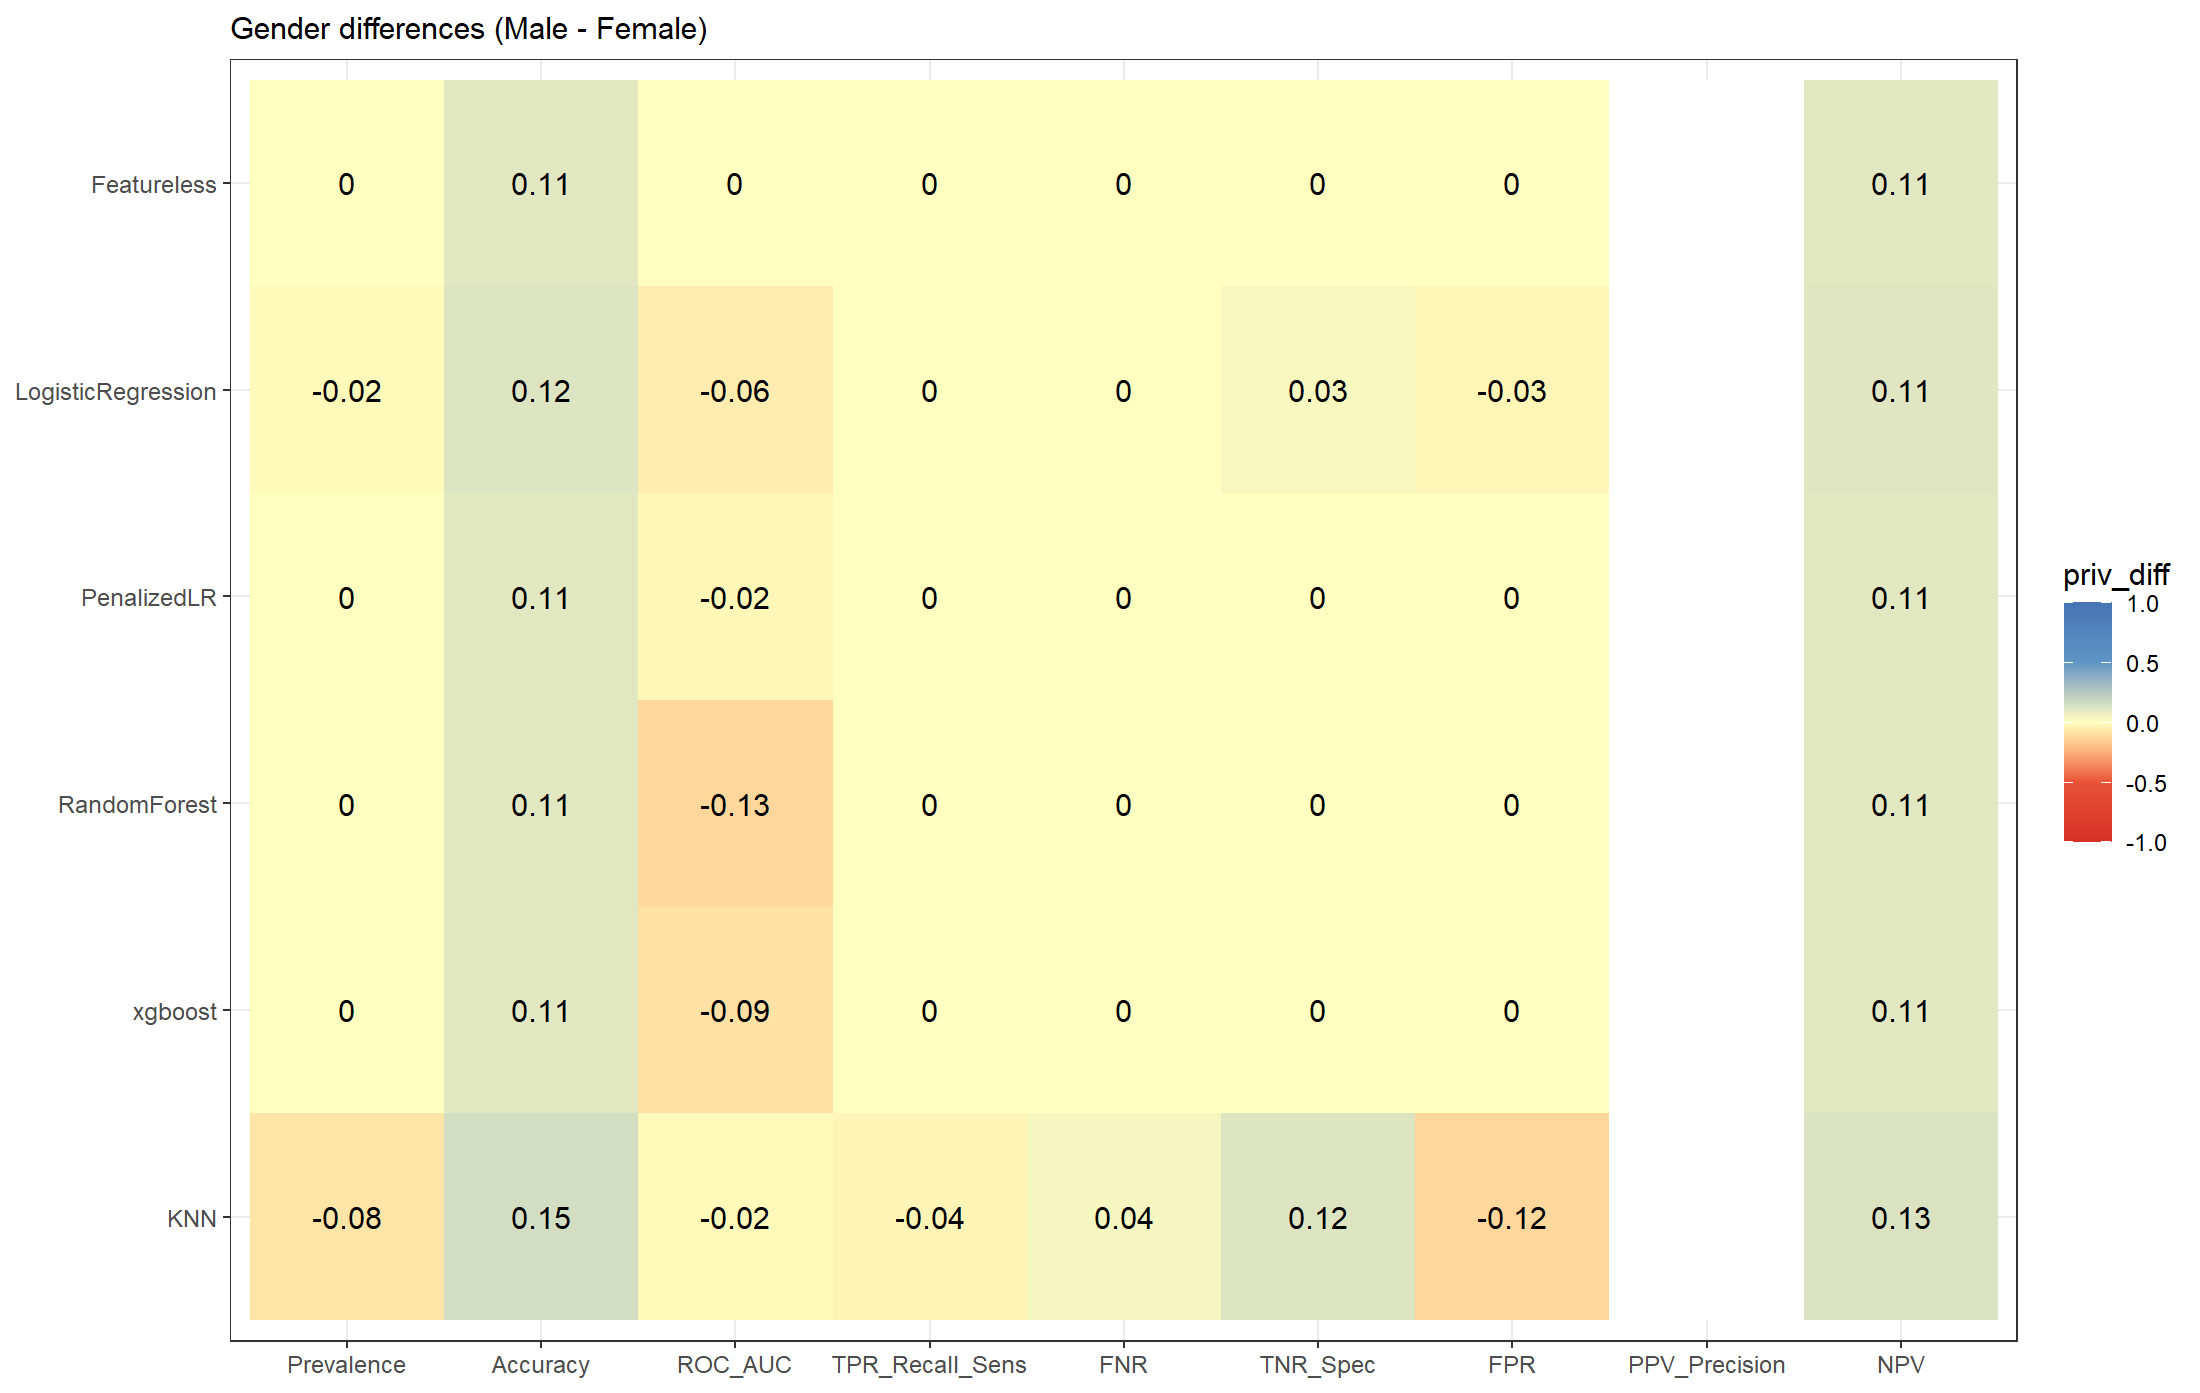 Gender differences (Male - Female)
Featureless 0 0.11 0 0 0 0 0 0.11
LogisticRegression -0.02 0.12 -0.06 0 0 0.03 -0.03 0.11
PenalizedLR 0 0.11 -0.02 0 0 0 0 0.11
RandomForest 0 0.11 -0.13 0 0 0 0 0.11
xgboost 0 0.11 -0.09 0 0 0 0 0.11
KNN -0.08 0.15 -0.02 -0.04 0.04 0.12 -0.12 0.13
Prevalence Accuracy ROC_AUC TPR_Recall_Sens FNR TNR_Spec FPR PPV_Precision NPV
priv_diff
1.0
0.5
0.0
-0.5
-1.0